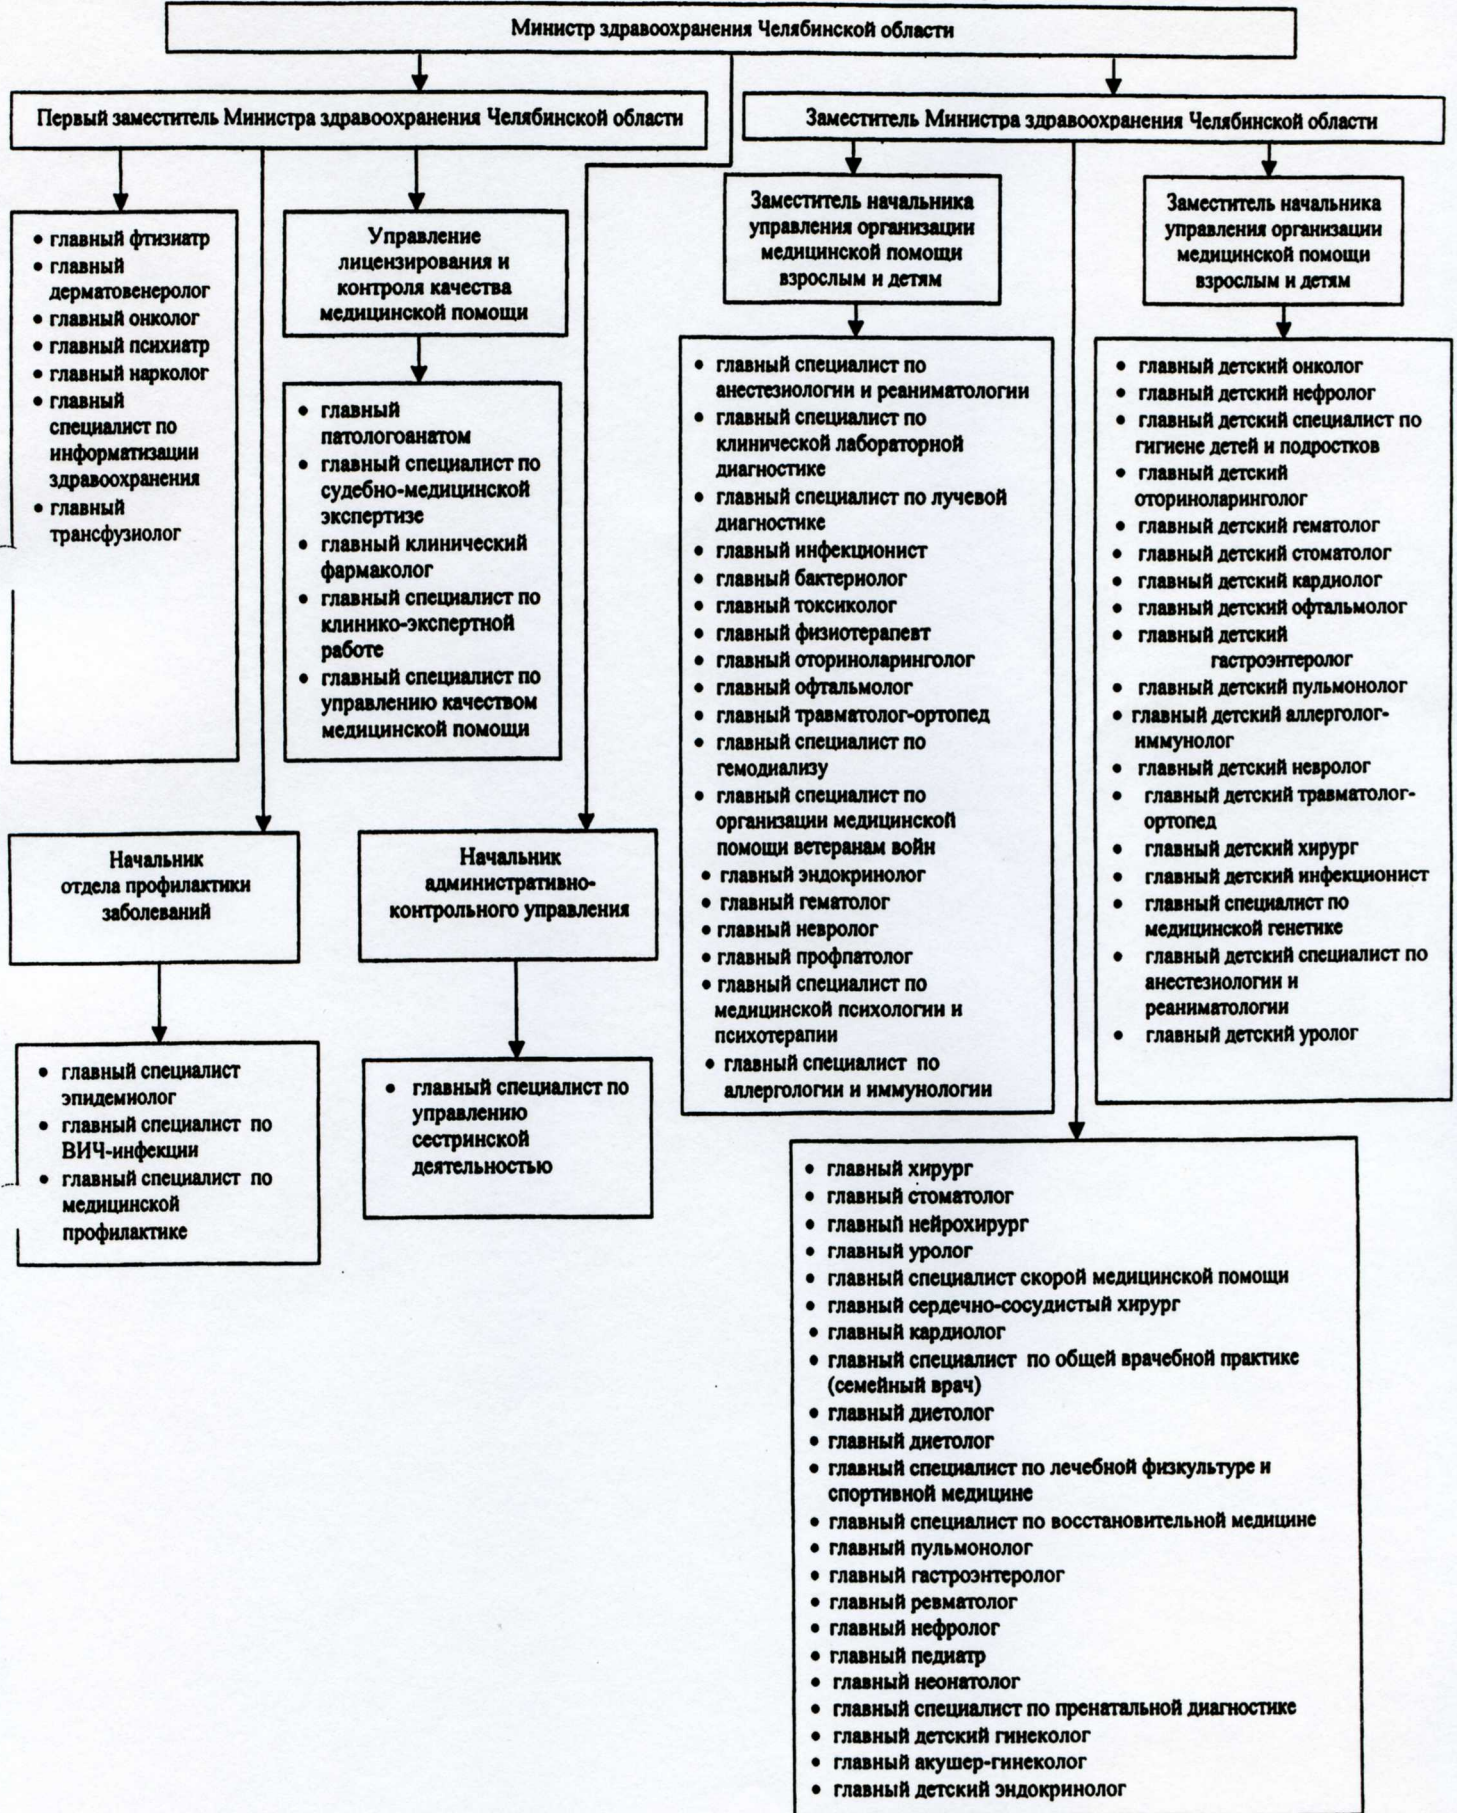 Министр здравоохранения Челябинской области
Первый заместитель Министра здравоохранения Челябинской области
Заместитель Министра здравоохранения Челябинской области
• главный фтизиатр
• главный
дерматовенеролог
• главный онколог
• главный психиатр
• главный нарколог
• главный
специалист по
информатизации
здравоохранения
• главный
трансфузиолог
Управление
лицензирования и
контроля качества
медицинской помощи
• главный
патологоанатом
• главный специалист по
судебно-медицинской
экспертизе
• главный клинический
фармаколог
• главный специалист по
клинико-экспертной
работе
• главный специалист по
управлению качеством
медицинской помощи
Заместитель начальника
управления организации
медицинской помощи
взрослым и детям
• главный специалист по
анестезиологии и реаниматологии
• главный специалист по
клинической лабораторной
диагностике
• главный специалист по лучевой
диагностике
• главный инфекционист
• главный бактернолог
• главный токсиколог
• главный физиотерапевт
• главный оториноларинголог
• главный офтальмолог
• главный травматолог-ортопед
• главный специалист по
гемодиализу
• главный специалист по
организации медицинской
помощи ветеранам войн
• главный эндокринолог
• главный гематолог
• главный невролог
• главный профпатолог
• главный специалист по
медицинской психологии и
психотерапии
• главный специалист по
аллергологии и иммунологии
Заместитель начальника
управления организации
медицинской помощи
взрослым и детям
• главный детский онколог
• главный детский нефролог
• главный детский специалист по
гигиене детей и подростков
• главный детский
оториноларинголог
• главный детский гематолог
• главный детский стоматолог
• главный детский кардиолог
• главный детский офтальмолог
• главный детский
гастроэнтеролог
• главный детский пульмонолог
• главный детский аллерголог-
иммунолог
• главный детский невролог
• главный детский травматолог-
ортопед
• главный детский хирург
• главный детский инфекционист
• главный специалист по
медицинской генетике
• главный детский специалист по
анестезиологии и
реаниматологии
• главный детский уролог
Начальник
отдела профилактики
заболеваний
• главный специалист
эпидемиолог
• главный специалист по
ВИЧ-инфекции
• главный специалист по
медицинской
профилактике
Начальник
административно-
контрольного управления
• главный специалист по
управлению
сестринской
деятельностью
• главный хирург
• главный стоматолог
• главный нейрохирург
• главный уролог
• главный специалист скорой медицинской помощи
• главный сердечно-сосудистый хирург
• главный кардиолог
• главный специалист по общей врачебной практике
(семейный врач)
• главный диетолог
• главный диетолог
• главный специалист по лечебной физкультуре и
спортивной медицине
• главный специалист по восстановительной медицине
• главный пульмонолог
• главный гастроэнтеролог
• главный ревматолог
• главный нефролог
• главный педиатр
• главный неонатолог
• главный специалист по пренатальной диагностике
• главный детский гинеколог
• главный акушер-гинеколог
• главный детский эндокринолог